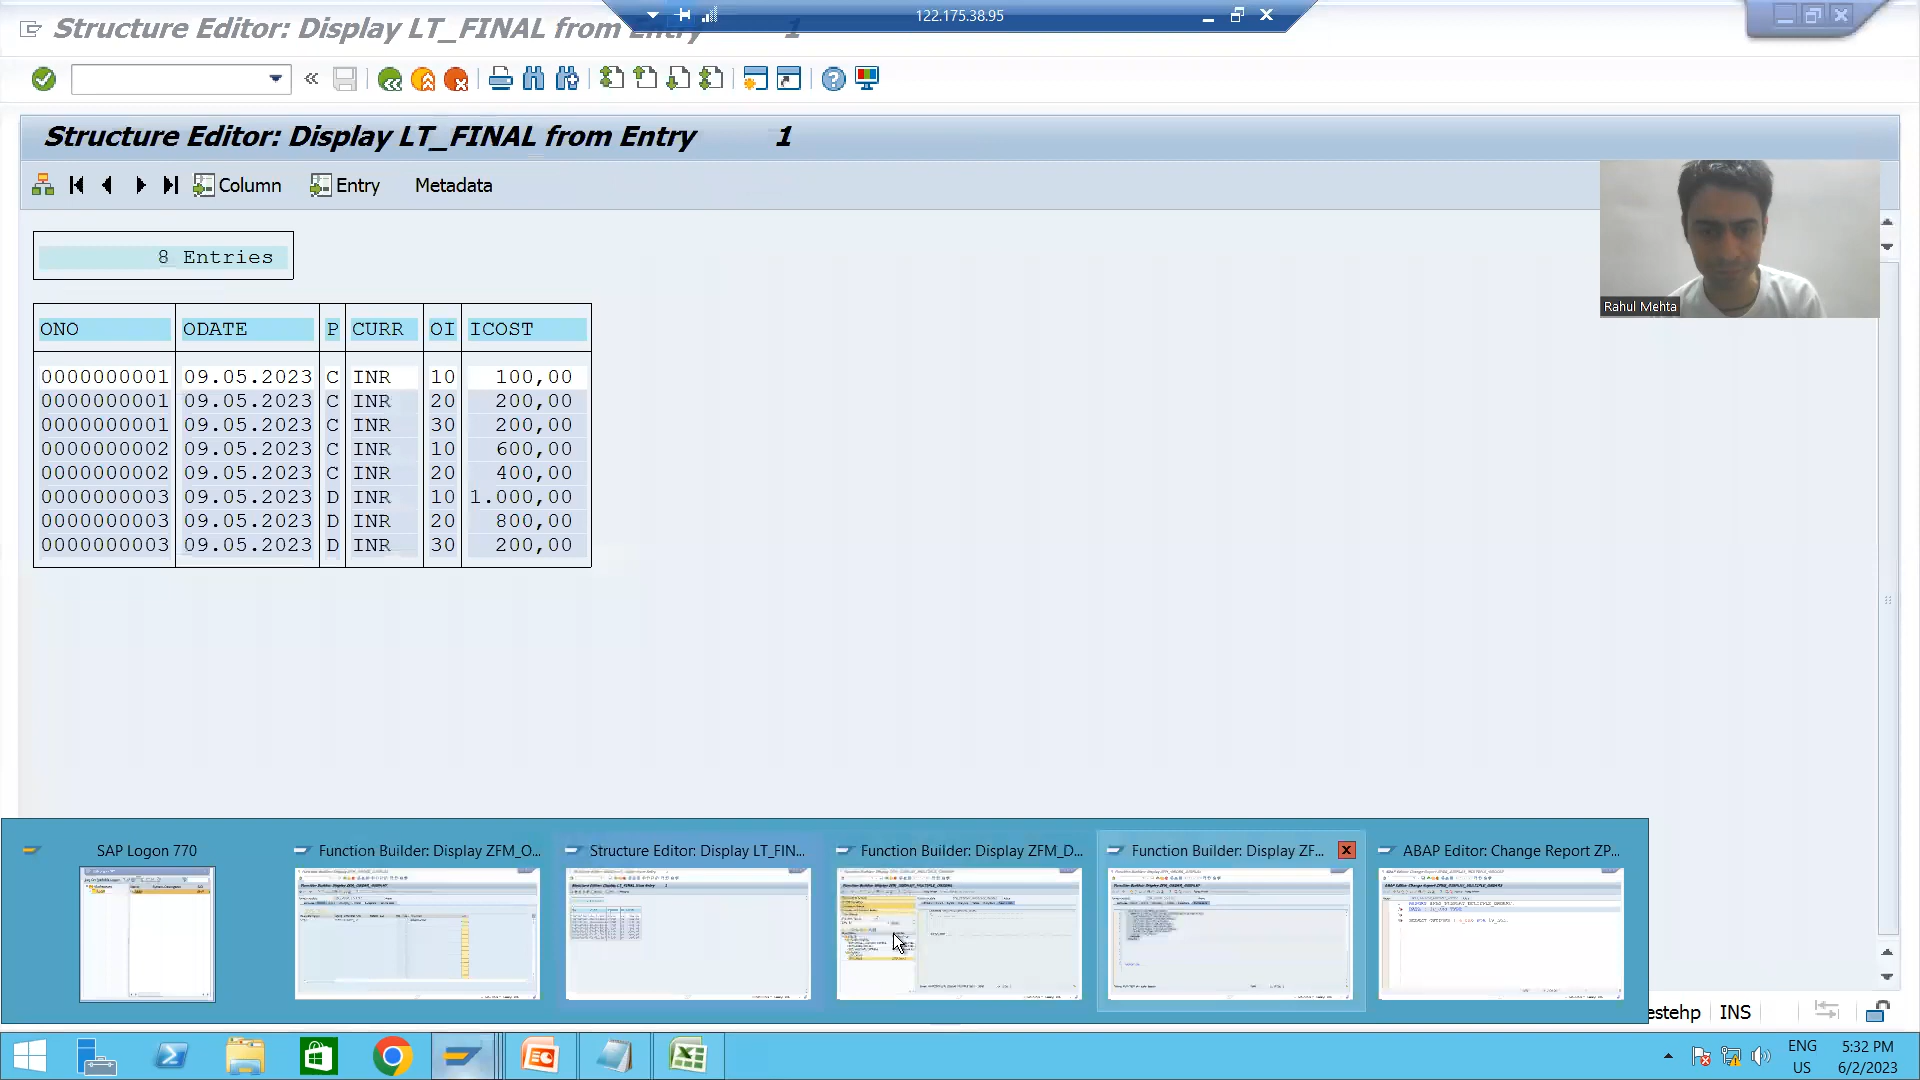 Structure Editor: Display LT_FINAL from Entry 1
122.175.38.95
Structure Editor: Display LT_FINAL from Entry 1
Column Entry Metadata
8 Entries
ONO ODATE P CURR OI ICOST
0000000001 09.05.2023 C INR 10 100,00
0000000001 09.05.2023 C INR 20 200,00
0000000001 09.05.2023 C INR 30 200,00
0000000002 09.05.2023 C INR 10 600,00
0000000002 09.05.2023 C INR 20 400,00
0000000003 09.05.2023 D INR 10 1.000,00
0000000003 09.05.2023 D INR 20 800,00
0000000003 09.05.2023 D INR 30 200,00
Rahul Mehta
SAP Logon 770
Function Builder: Display ZFM_O...
Structure Editor: Display LT_FIN...
Function Builder: Display ZFM_D...
Function Builder: Display ZF...
ABAP Editor: Change Report ZP...
estehp INS
ENG
US
5:32 PM
6/2/2023